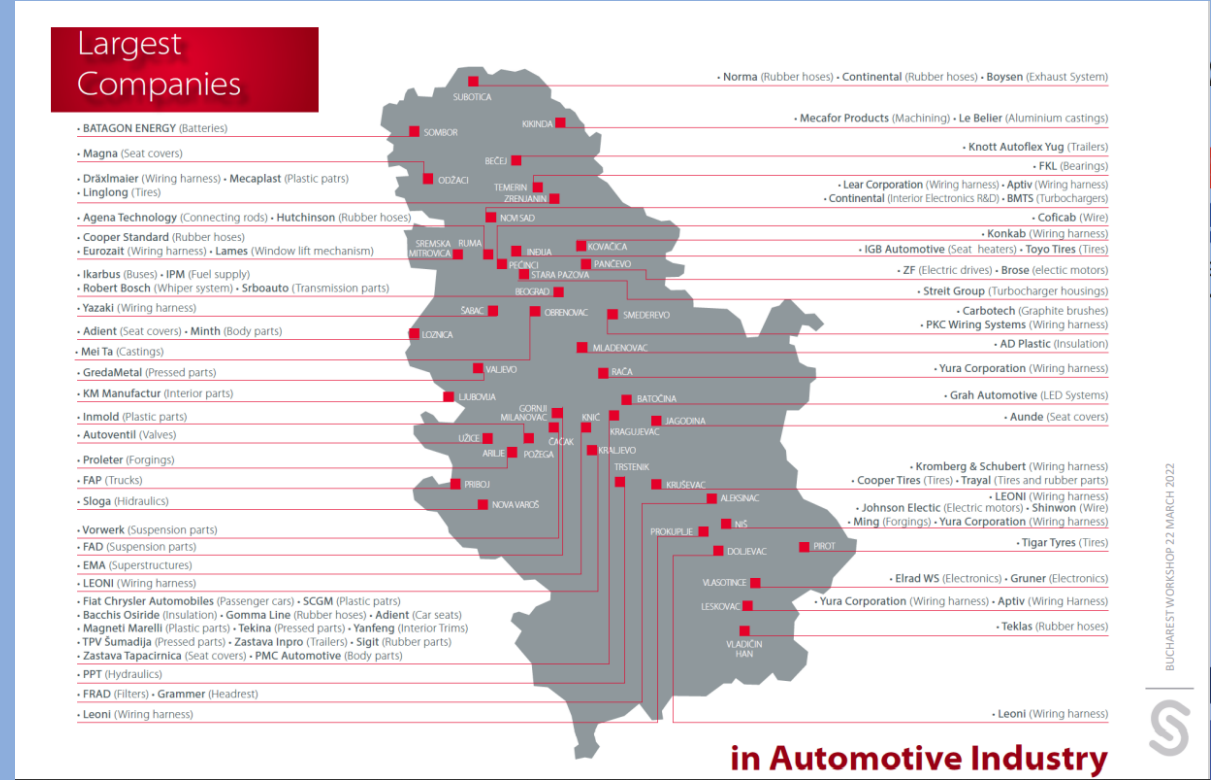 Largest
Companies
• BATAGON ENERGY (Batteries)
• Magna (Seat covers)
• Dräxlmaier (Wiring harness) • Mecaplast (Plastic patrs)
• Linglong (Tires)
• Agena Technology (Connecting rods) • Hutchinson (Rubber hoses)
• Cooper Standard (Rubber hoses)
• Eurozait (Wiring harness) • Lames (Window lift mechanism)
• Ikarbus (Buses) • IPM (Fuel supply)
• Robert Bosch (Whiper system) • Srboauto (Transmission parts)
• Yazaki (Wiring harness)
• Adient (Seat covers) • Minth (Body parts)
• Mei Ta (Castings)
• GredaMetal (Pressed parts)
• KM Manufactur (Interior parts)
• Inmold (Plastic parts)
• Autoventil (Valves)
• Proleter (Forgings)
• FAP (Trucks)
• Sloga (Hidraulics)
• Vorwerk (Suspension parts)
• FAD (Suspension parts)
• EMA (Superstructures)
• LEONI (Wiring harness)
• Fiat Chrysler Automobiles (Passenger cars) • SCGM (Plastic patrs)
• Bacchis Osiride (Insulation) • Gomma Line (Rubber hoses) • Adient (Car seats)
• Magneti Marelli (Plastic parts) • Tekina (Pressed parts) • Yanfeng (Interior Trims)
• TPV Šumadija (Pressed parts) • Zastava Inpro (Trailers) • Sigit (Rubber parts)
• Zastava Tapacirnica (Seat covers) • PMC Automotive (Body parts)
• PPT (Hydraulics)
• FRAD (Filters) • Grammer (Headrest)
• Leoni (Wiring harness)
SUBOTICA
SOMBOR
KIKINDA
BEČEJ
ODŽACI
TEMERIN
ZRENJANIN
NOVI SAD
SREMSKA
MITROVICA
RUMA
INĐIJA
KOVAČICA
PEĆINCI
PANČEVO
STARA PAZOVA
BEOGRAD
ŠABAC
OBRENOVAC
SMEDEREVO
LOZNICA
MLADENOVAC
VALJEVO
RAČA
LJUBOVIJA
BATOČINA
GORNJI
MILANOVAC
KNIĆ
KRAGUJEVAC
JAGODINA
UŽICE
ČAČAK
ARILJE
POŽEGA
KRALJEVO
TRSTENIK
PRIBOJ
KRUŠEVAC
NOVA VAROŠ
ALEKSINAC
NIŠ
PROKUPLJE
DOLJEVAC
PIROT
VLASOTINCE
LESKOVAC
VLADIČIN
HAN
• Norma (Rubber hoses) • Continental (Rubber hoses) • Boysen (Exhaust System)
• Mecafor Products (Machining) • Le Belier (Aluminium castings)
• Knott Autoflex Yug (Trailers)
• FKL (Bearings)
• Lear Corporation (Wiring harness) • Aptiv (Wiring harness)
• Continental (Interior Electronics R&D) • BMTS (Turbochargers)
• Coficab (Wire)
• Konkab (Wiring harness)
• IGB Automotive (Seat heaters) • Toyo Tires (Tires)
• ZF (Electric drives) • Brose (electic motors)
• Streit Group (Turbocharger housings)
• Carbotech (Graphite brushes)
• PKC Wiring Systems (Wiring harness)
• AD Plastic (Insulation)
• Yura Corporation (Wiring harness)
• Grah Automotive (LED Systems)
• Aunde (Seat covers)
• Kromberg & Schubert (Wiring harness)
• Cooper Tires (Tires) • Trayal (Tires and rubber parts)
• LEONI (Wiring harness)
• Johnson Electic (Electric motors) • Shinwon (Wire)
• Ming (Forgings) • Yura Corporation (Wiring harness)
• Tigar Tyres (Tires)
• Elrad WS (Electronics) • Gruner (Electronics)
• Yura Corporation (Wiring harness) • Aptiv (Wiring Harness)
• Teklas (Rubber hoses)
• Leoni (Wiring harness)
BUCHAREST WORKSHOP 22 MARCH 2022
in Automotive Industry